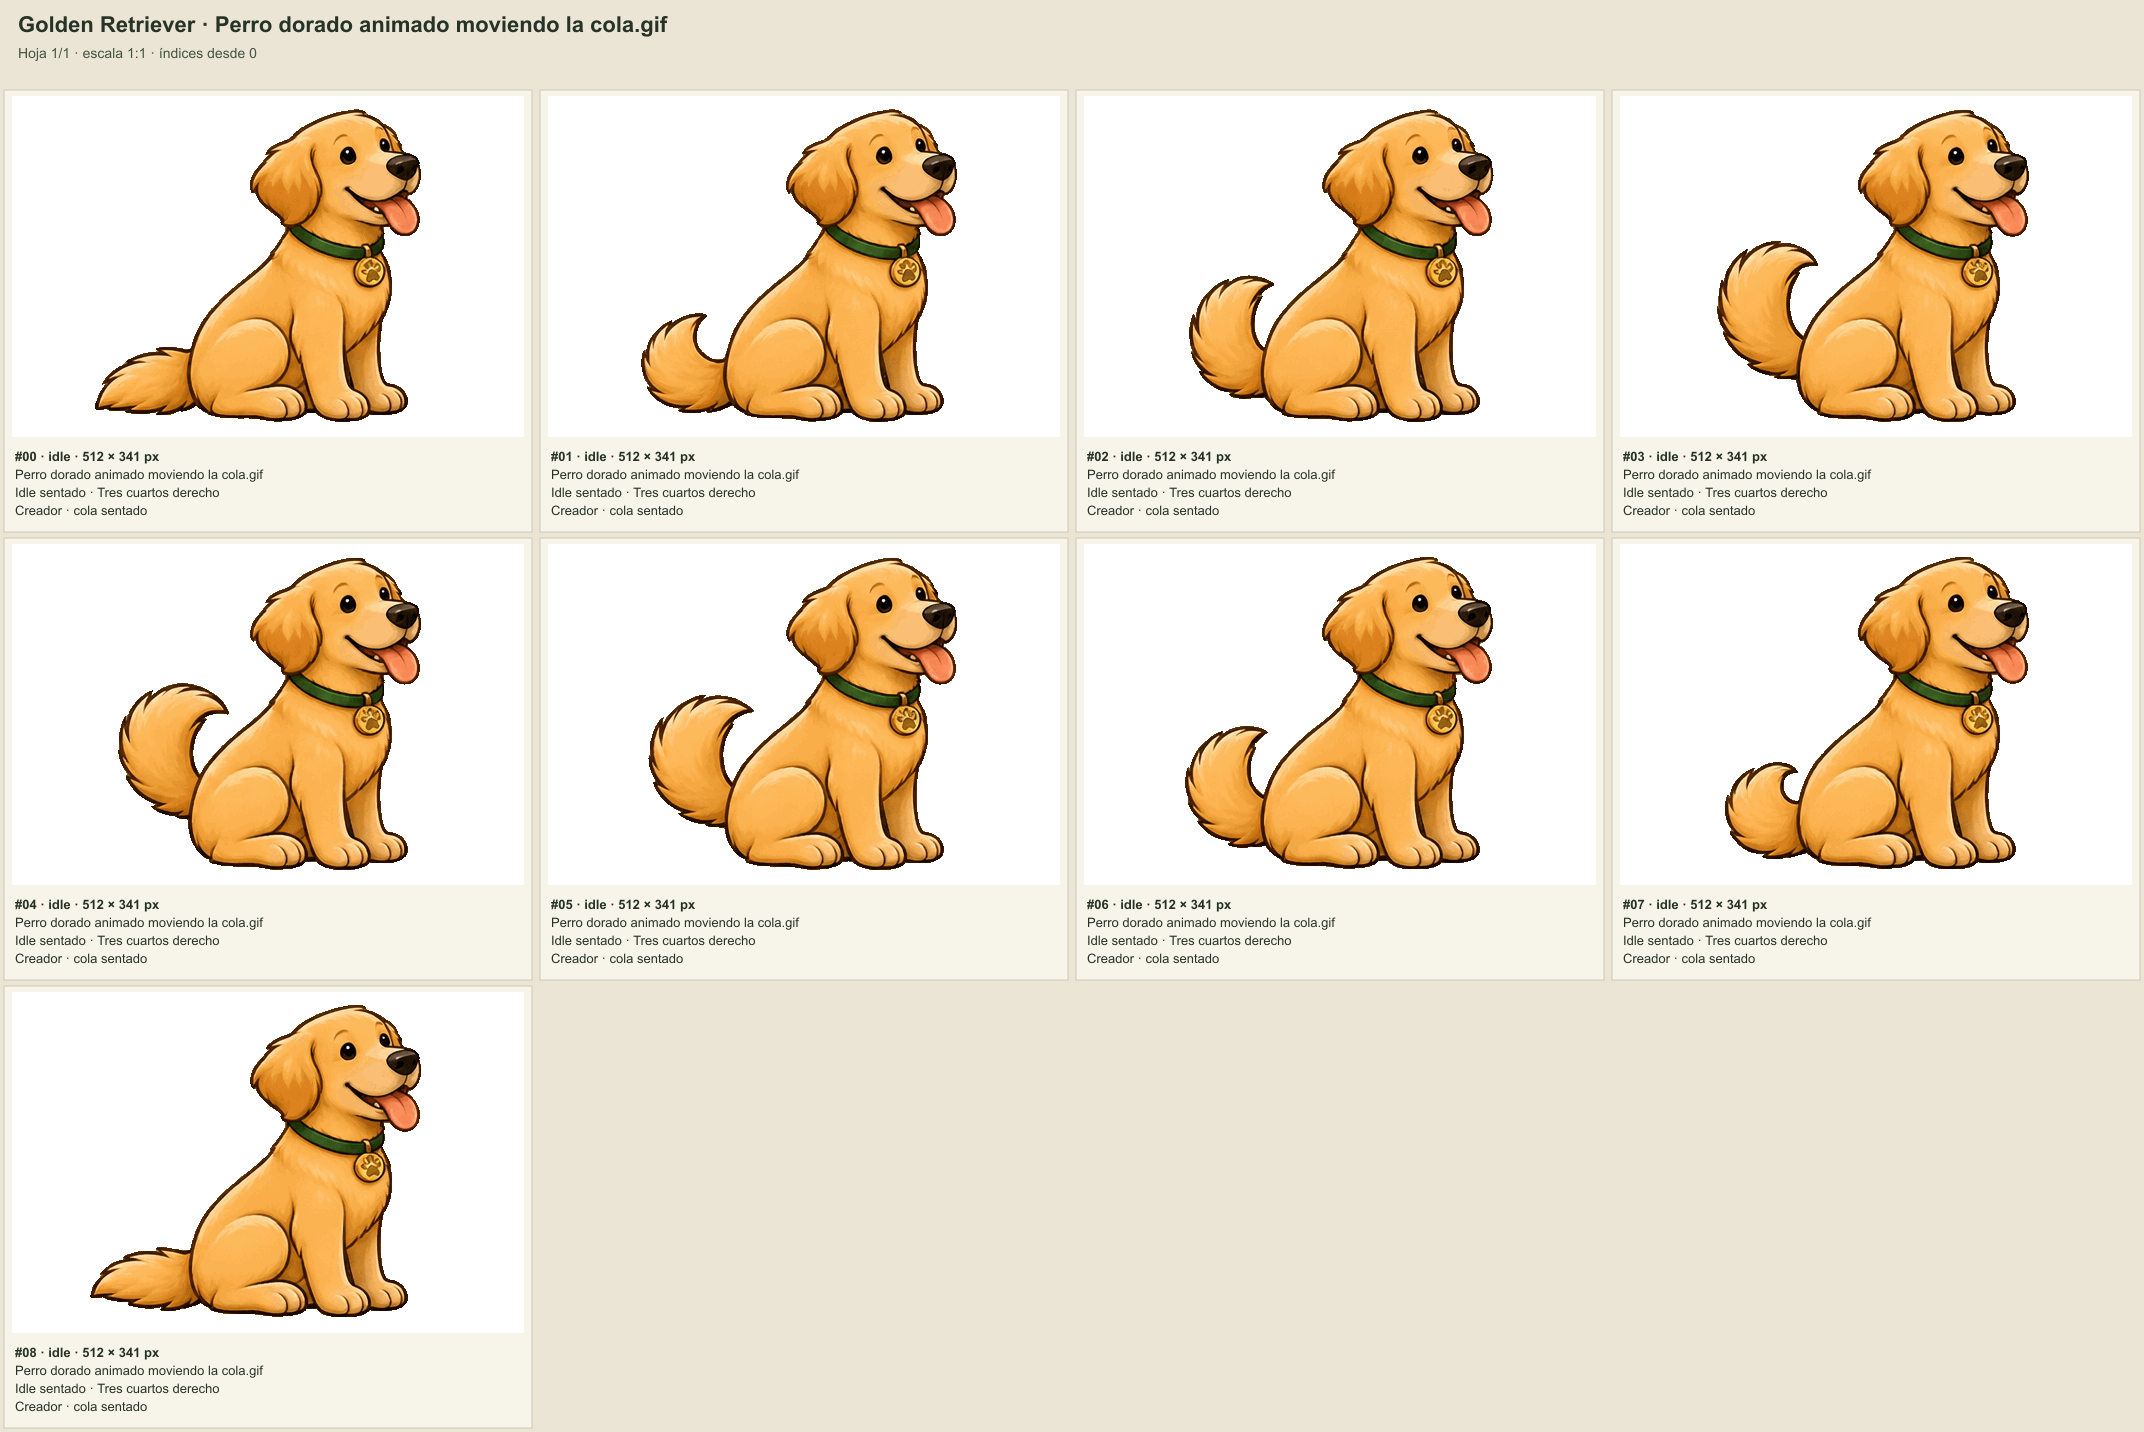 Golden Retriever · Perro dorado animado moviendo la cola.gif
Hoja 1/1 · escala 1:1 · índices desde 0
#00 · idle · 512 × 341 px
Perro dorado animado moviendo la cola.gif
Idle sentado · Tres cuartos derecho
Creador · cola sentado
#01 · idle · 512 × 341 px
Perro dorado animado moviendo la cola.gif
Idle sentado · Tres cuartos derecho
Creador · cola sentado
#02 · idle · 512 × 341 px
Perro dorado animado moviendo la cola.gif
Idle sentado · Tres cuartos derecho
Creador · cola sentado
#03 · idle · 512 × 341 px
Perro dorado animado moviendo la cola.gif
Idle sentado · Tres cuartos derecho
Creador · cola sentado
#04 · idle · 512 × 341 px
Perro dorado animado moviendo la cola.gif
Idle sentado · Tres cuartos derecho
Creador · cola sentado
#05 · idle · 512 × 341 px
Perro dorado animado moviendo la cola.gif
Idle sentado · Tres cuartos derecho
Creador · cola sentado
#06 · idle · 512 × 341 px
Perro dorado animado moviendo la cola.gif
Idle sentado · Tres cuartos derecho
Creador · cola sentado
#07 · idle · 512 × 341 px
Perro dorado animado moviendo la cola.gif
Idle sentado · Tres cuartos derecho
Creador · cola sentado
#08 · idle · 512 × 341 px
Perro dorado animado moviendo la cola.gif
Idle sentado · Tres cuartos derecho
Creador · cola sentado